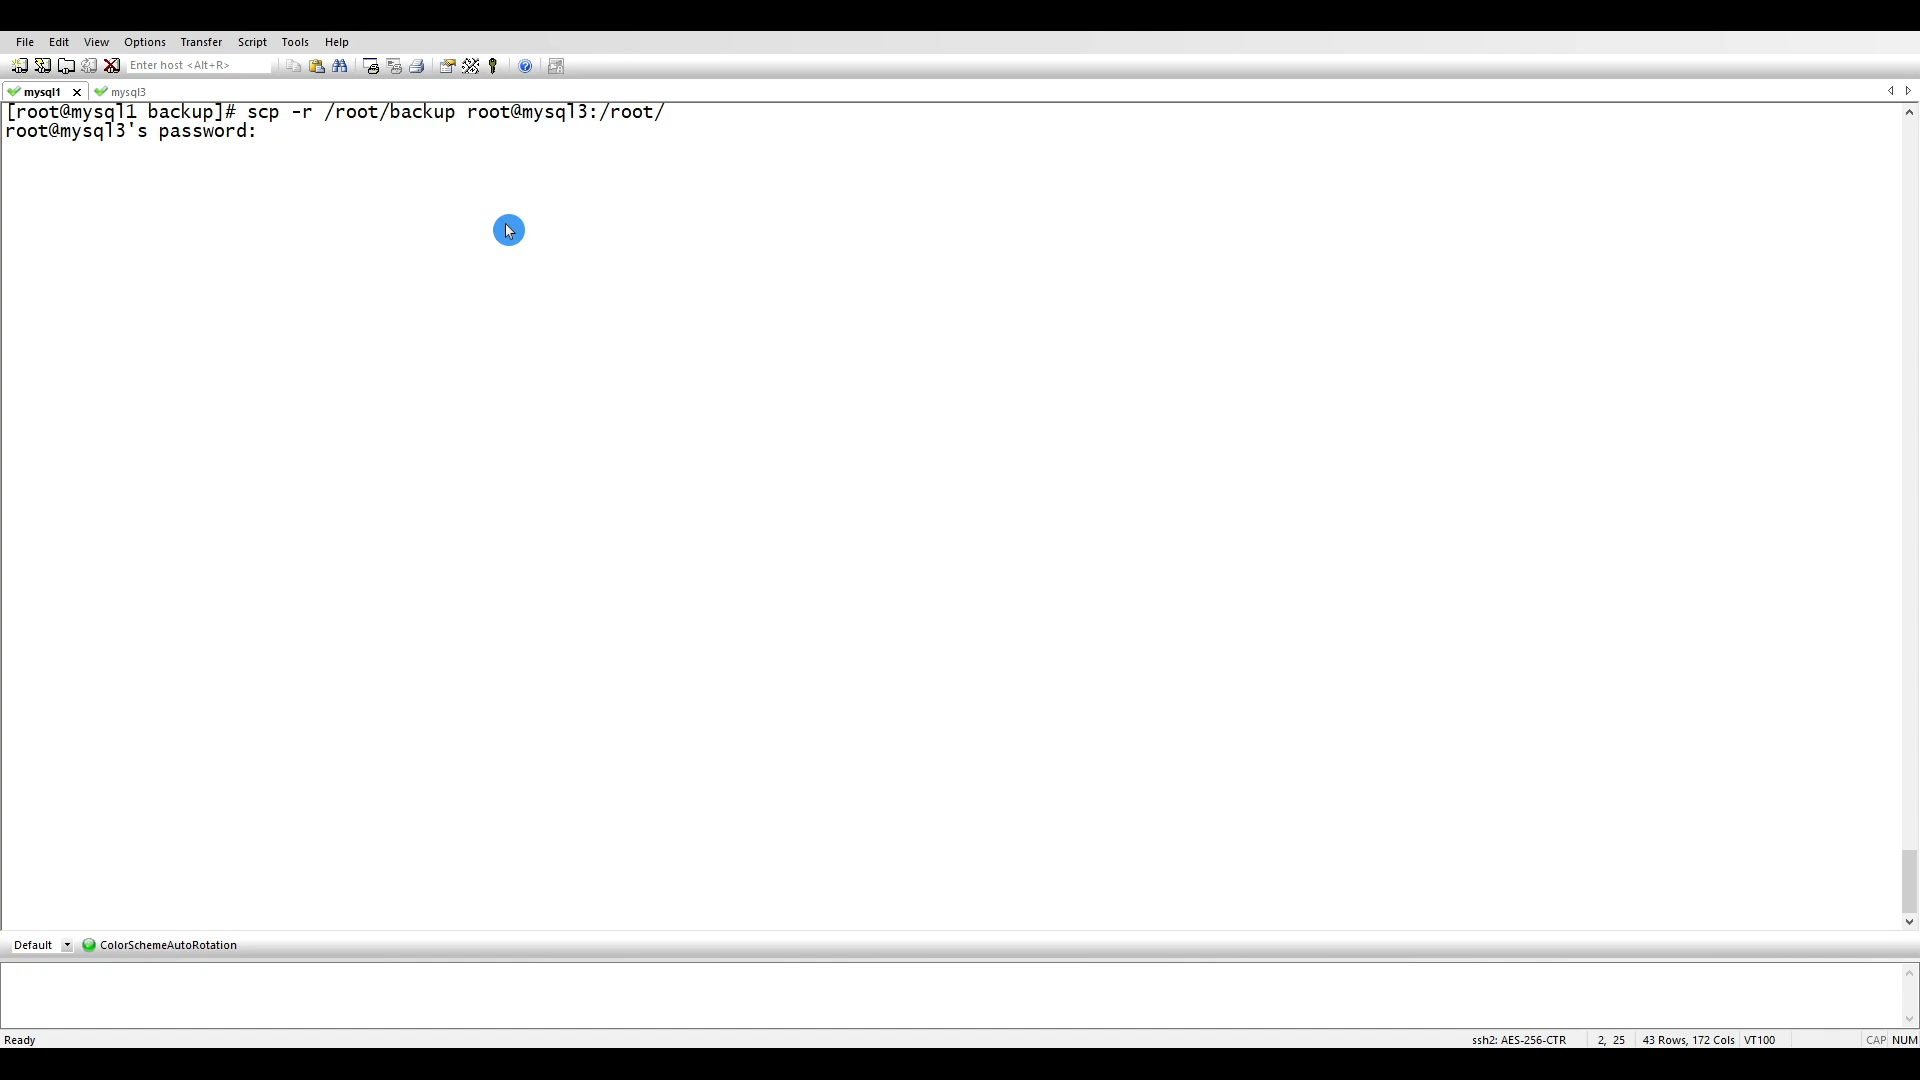 File Edit View Options Transfer Script Tools Help
Enter host <Alt+R>
mysql1 mysql3
[root@mysql1 backup]# scp -r /root/backup root@mysql3:/root/
root@mysql3's password:
Default ColorSchemeAutoRotation
Ready ssh2: AES-256-CTR 2, 25 43 Rows, 172 Cols VT100 CAP NUM